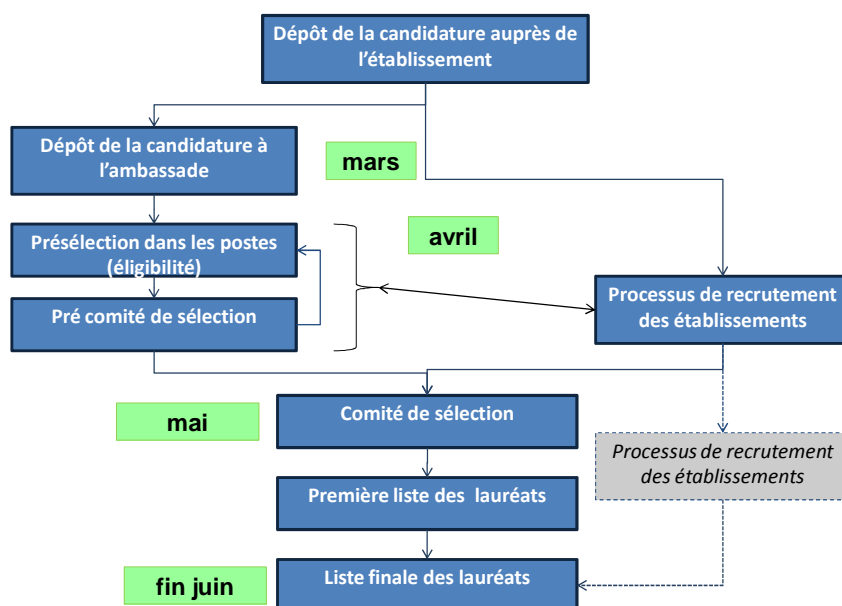 Dépôt de la candidature auprès de
l'établissement
Dépôt de la candidature à
l'ambassade
mars
Présélection dans les postes
(éligibilité)
avril
Pré comité de sélection
Processus de recrutement
des établissements
mai
Comité de sélection
Processus de recrutement
des établissements
Première liste des lauréats
fin juin
Liste finale des lauréats